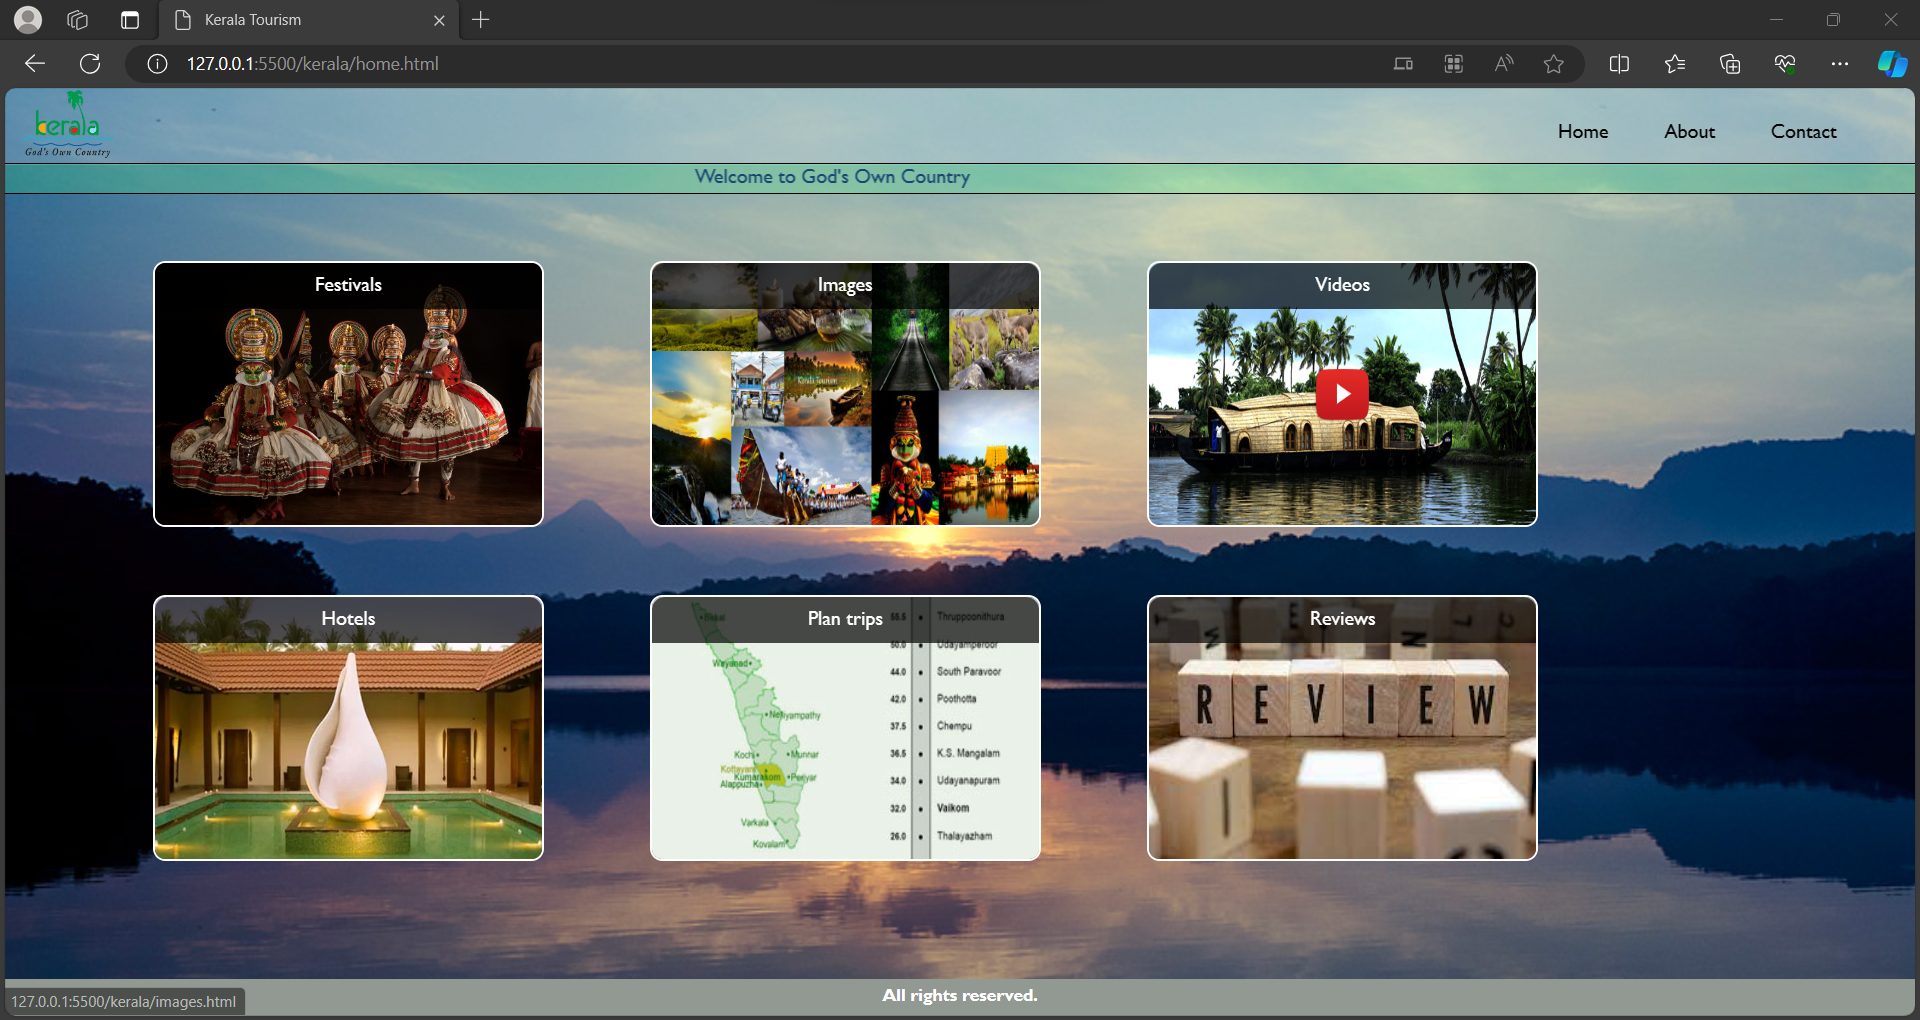 Kerala Tourism
127.0.0.1:5500/kerala/home.html
kerala
God's Own Country
Home
About
Contact
Welcome to God's Own Country
Festivals
Images
Kerala Tourism
Videos
Hotels
Plan trips
Wayanad
Nelliyampathy
Kochi
Munnar
Kottayam
Kumarakom
Periyar
Alappuzha
Varkala
Kovalam
55.5 Thruppoonithura
50.0 Udayamperoor
44.0 South Paravoor
42.0 Poothotta
37.5 Chempu
36.5 K.S. Mangalam
34.0 Udayanapuram
32.0 Vaikom
26.0 Thalayazham
Reviews
REVIEW
All rights reserved.
127.0.0.1:5500/kerala/images.html